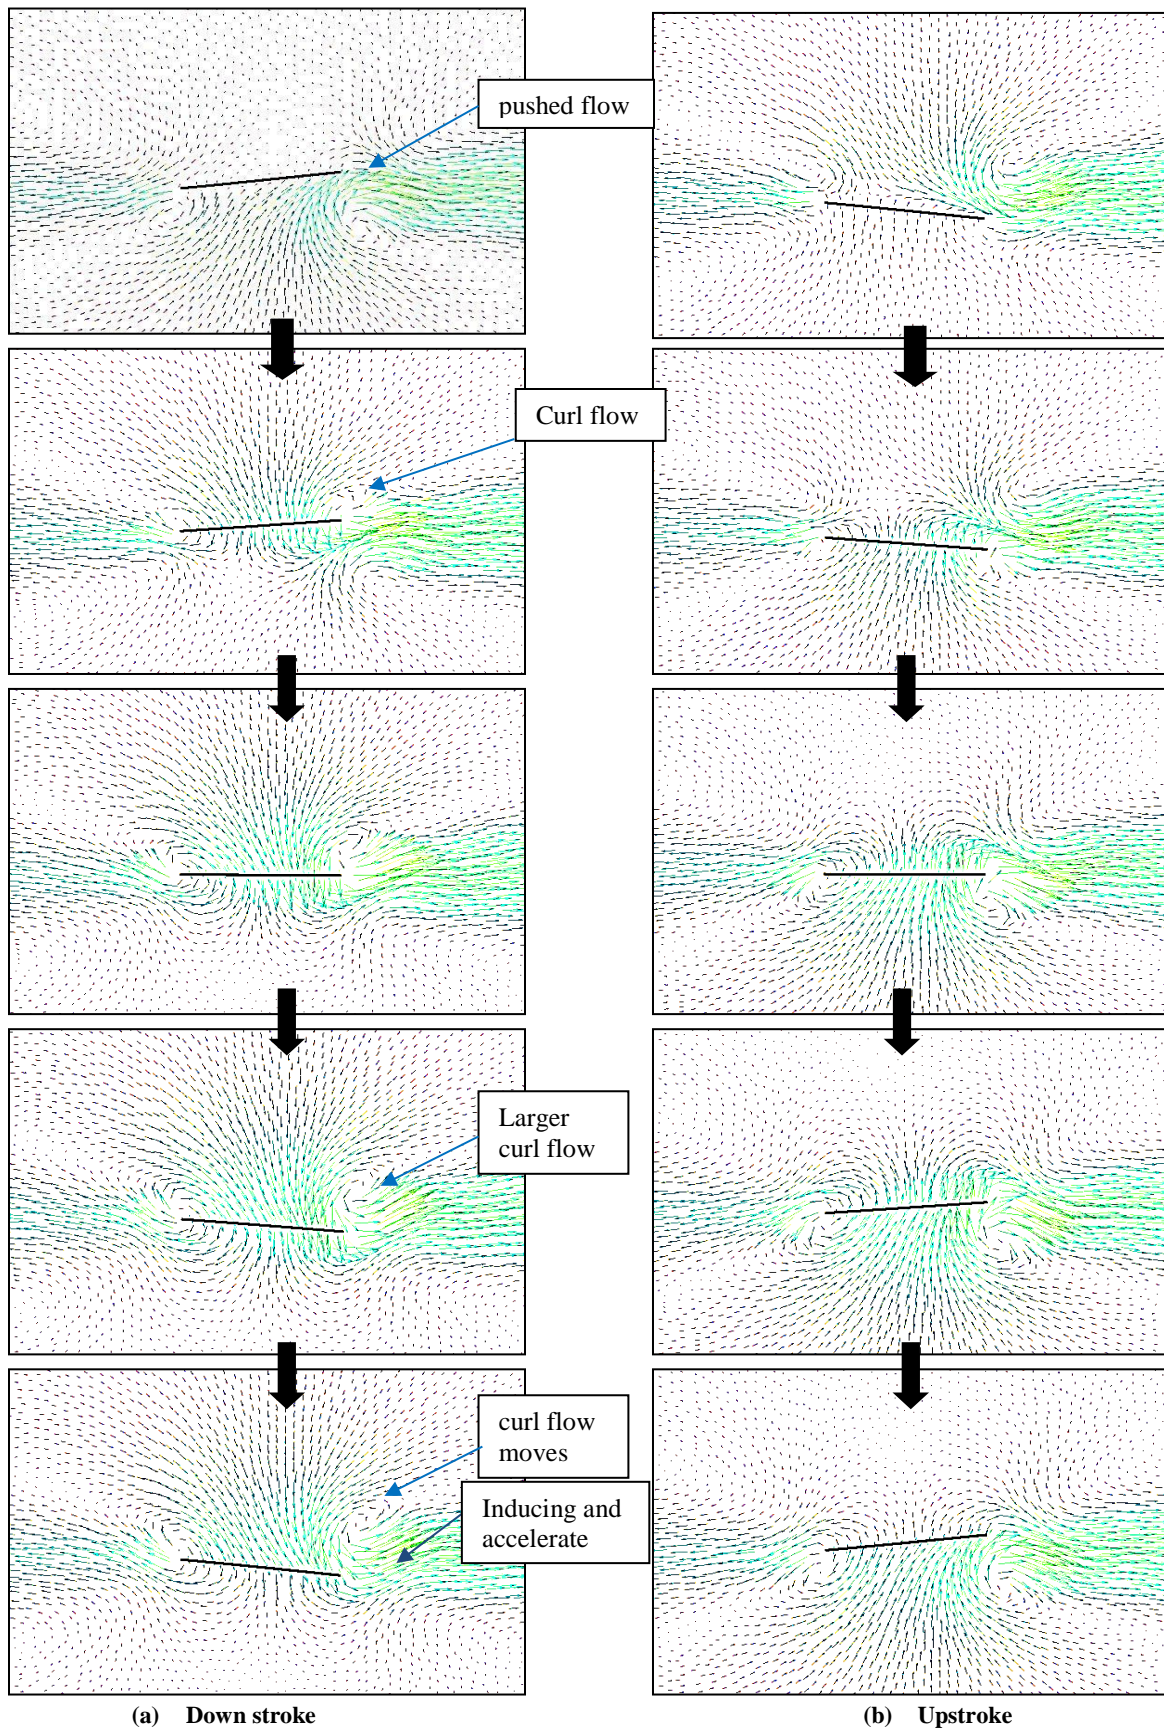 pushed flow
Curl flow
Larger
curl flow
curl flow
moves
Inducing and
accelerate
(a) Down stroke
(b) Upstroke